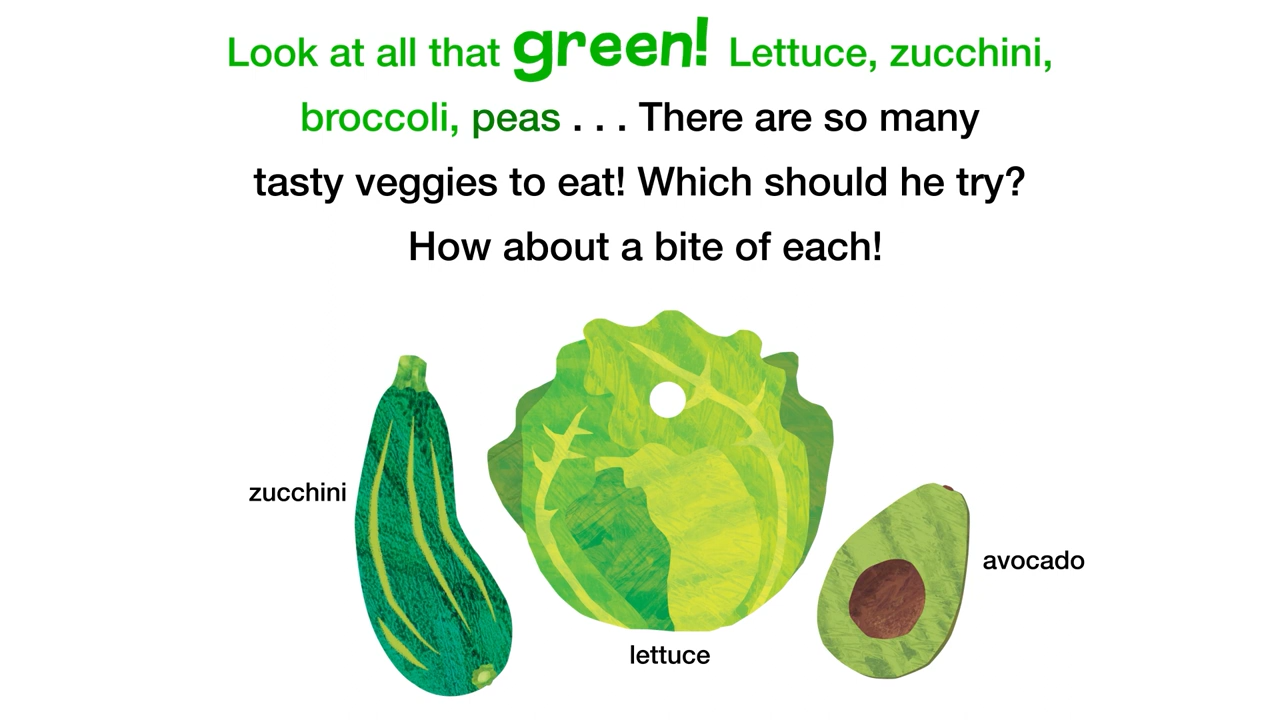 Look at all that green! Lettuce, zucchini,
broccoli, peas . . . There are so many
tasty veggies to eat! Which should he try?
How about a bite of each!
zucchini
avocado
lettuce